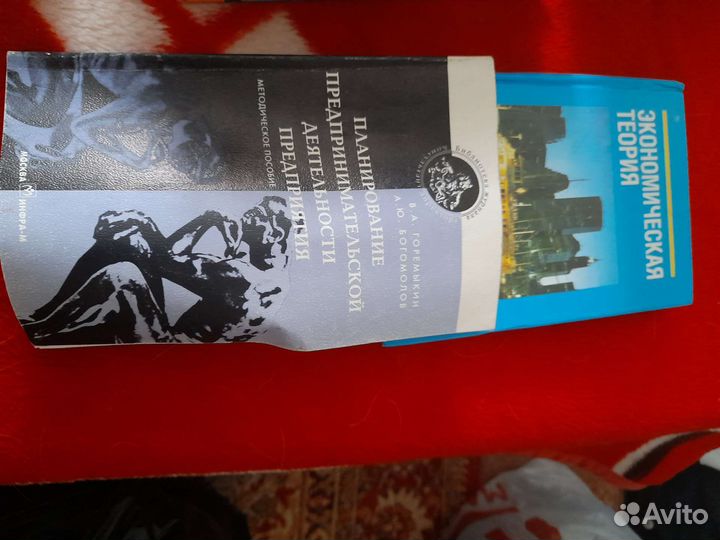 В.А. ГОРЕМЫКИН
А.Ю. БОГОМОЛОВ
ПЛАНИРОВАНИЕ
ПРЕДПРИНИМАТЕЛЬСКОЙ
ДЕЯТЕЛЬНОСТИ
ПРЕДПРИЯТИЯ
МЕТОДИЧЕСКОЕ ПОСОБИЕ
МОСКВА
ИНФРА-М
ЭКОНОМИЧЕСКАЯ
ТЕОРИЯ
Avito